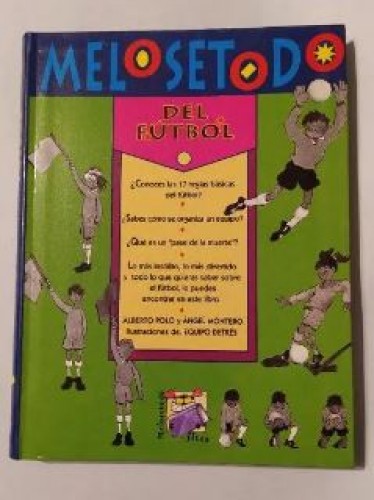 MELOSETODO
DEL
FÚTBOL
¿Conoces las 17 reglas básicas
del fútbol?
¿Sabes cómo se organiza un equipo?
¿Qué es un "pase de la muerte"?
Lo más insólito, lo más divertido
y todo lo que quieras saber sobre
el fútbol, lo puedes
encontrar en este libro.
ALBERTO POLO y ÁNGEL MONTERO
Ilustraciones de: EQUIPO DETRÉS